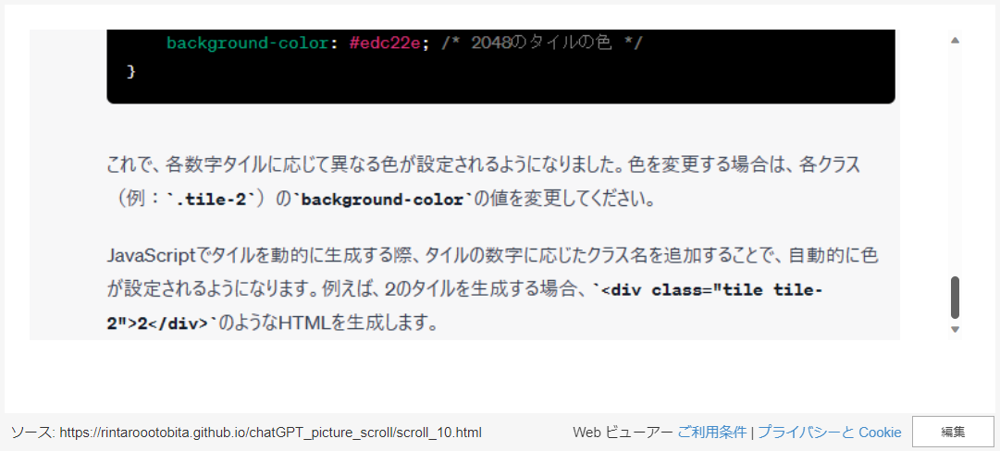 background-color: #edc22e; /* 2048のタイルの色 */
}
これで、各数字タイルに応じて異なる色が設定されるようになりました。色を変更する場合は、各クラス
（例：`.tile-2`）の`background-color`の値を変更してください。
JavaScriptでタイルを動的に生成する際、タイルの数字に応じたクラス名を追加することで、自動的に色
が設定されるようになります。例えば、2のタイルを生成する場合、`<div class="tile tile-
2">2</div>`のようなHTMLを生成します。
ソース: https://rintaroootobita.github.io/chatGPT_picture_scroll/scroll_10.html Web ビューアー ご利用条件 | プライバシーと Cookie 編集